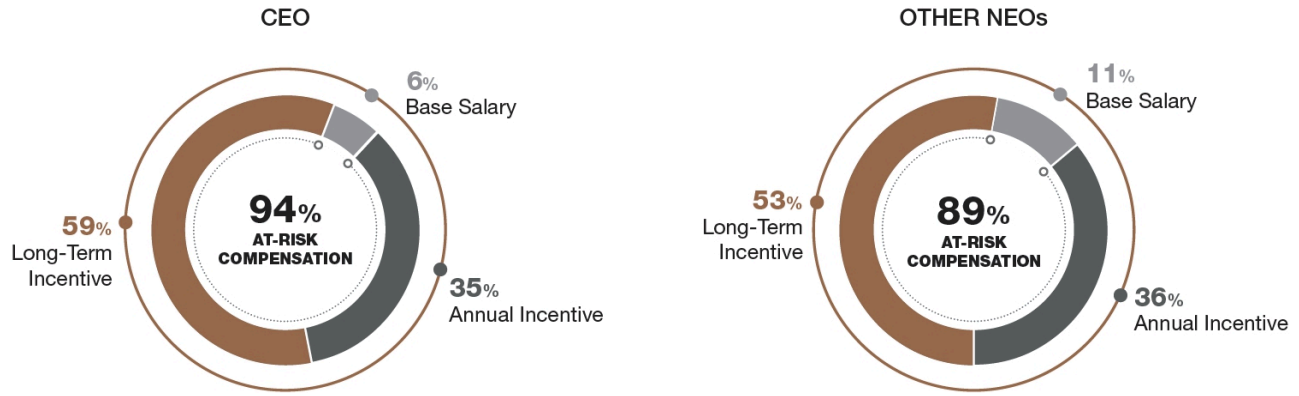 CEO
6%
Base Salary
59%
Long-Term
Incentive
94%
AT-RISK
COMPENSATION
35%
Annual Incentive
OTHER NEOs
11%
Base Salary
53%
Long-Term
Incentive
89%
AT-RISK
COMPENSATION
36%
Annual Incentive